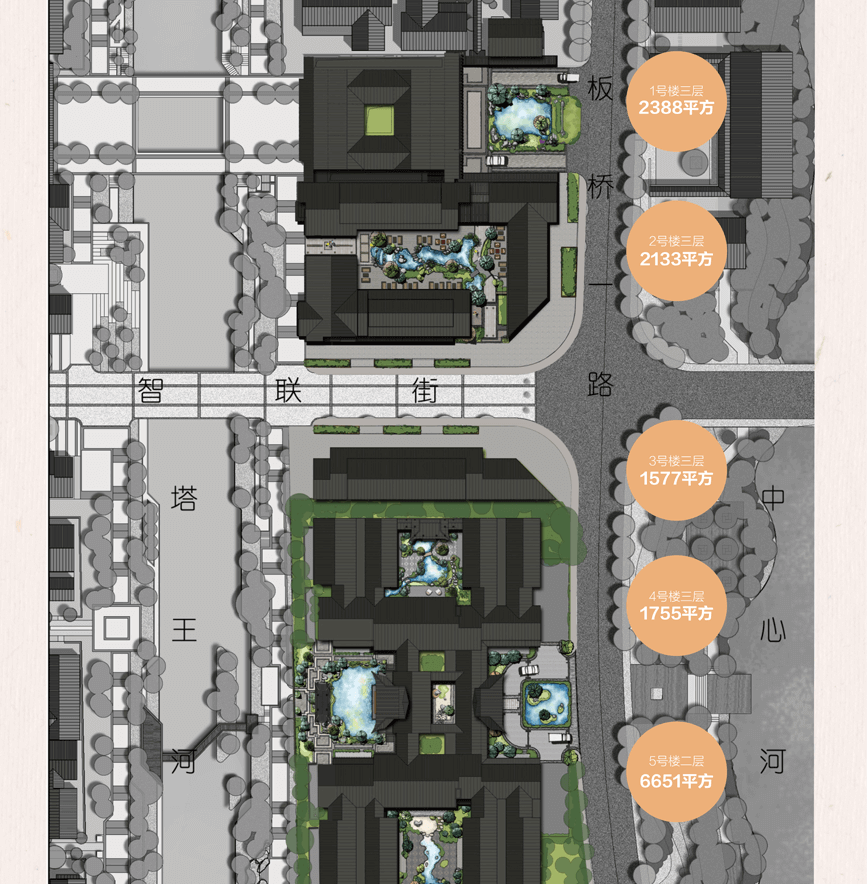 板桥一路
1号楼三层
2388平方
2号楼三层
2133平方
智联街
3号楼三层
1577平方
塔王河
中心河
4号楼三层
1755平方
5号楼二层
6651平方